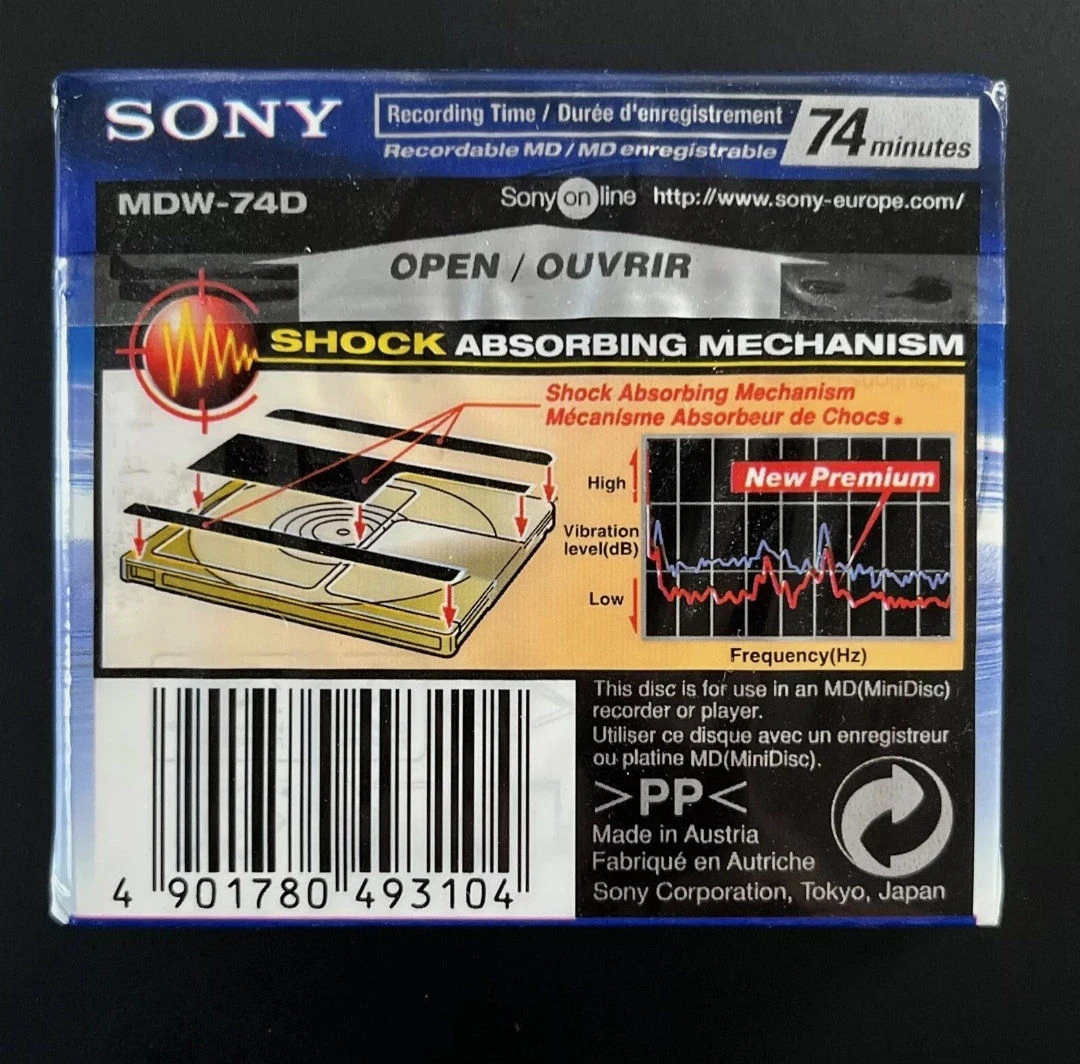 SONY
Recording Time / Durée d'enregistrement
74 minutes
Recordable MD / MD enregistrable
MDW-74D
Sony on line http://www.sony-europe.com/
OPEN / OUVRIR
SHOCK ABSORBING MECHANISM
Shock Absorbing Mechanism
Mécanisme Absorbeur de Chocs *
High
New Premium
Vibration
level(dB)
Low
Frequency(Hz)
This disc is for use in an MD(MiniDisc)
recorder or player.
Utiliser ce disque avec un enregistreur
ou platine MD(MiniDisc).
>PP<
Made in Austria
Fabriqué en Autriche
Sony Corporation, Tokyo, Japan
4 901780 493104